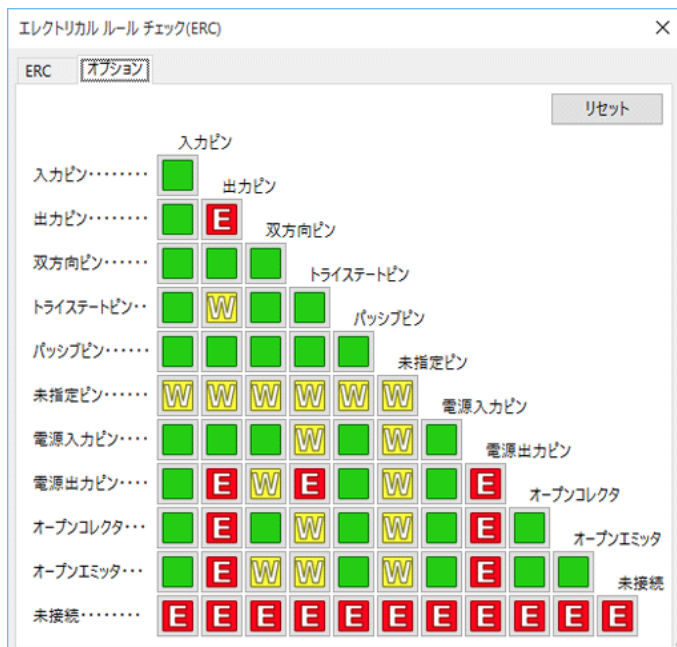 エレクトリカル ルール チェック(ERC)
ERC オプション
リセット
入力ピン
入力ピン········
出力ピン
出力ピン········ E
双方向ピン
双方向ピン······
トライステートピン
トライステートピン·· W
パッシブピン
パッシブピン······
未指定ピン
未指定ピン······ W W W W W W
電源入力ピン
電源入力ピン···· W W
電源出力ピン
電源出力ピン···· E W E W E
オープンコレクタ
オープンコレクタ··· E W W E
オープンエミッタ
オープンエミッタ··· E W W W E
未接続
未接続········ E E E E E E E E E E E